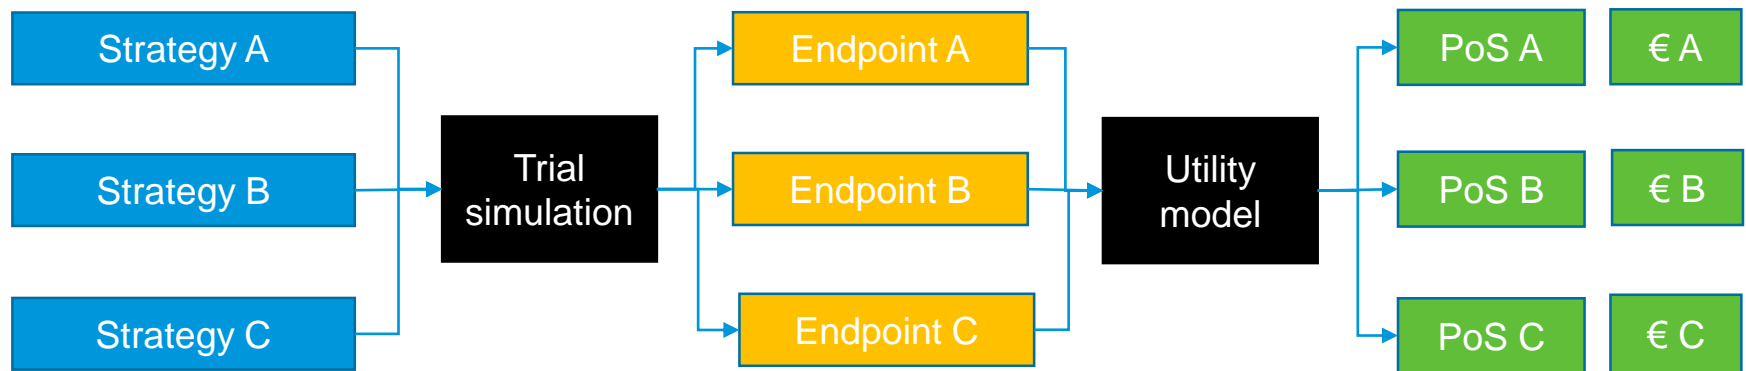 Strategy A
Strategy B
Strategy C
Trial
simulation
Endpoint A
Endpoint B
Endpoint C
Utility
model
PoS A
€ A
PoS B
€ B
PoS C
€ C